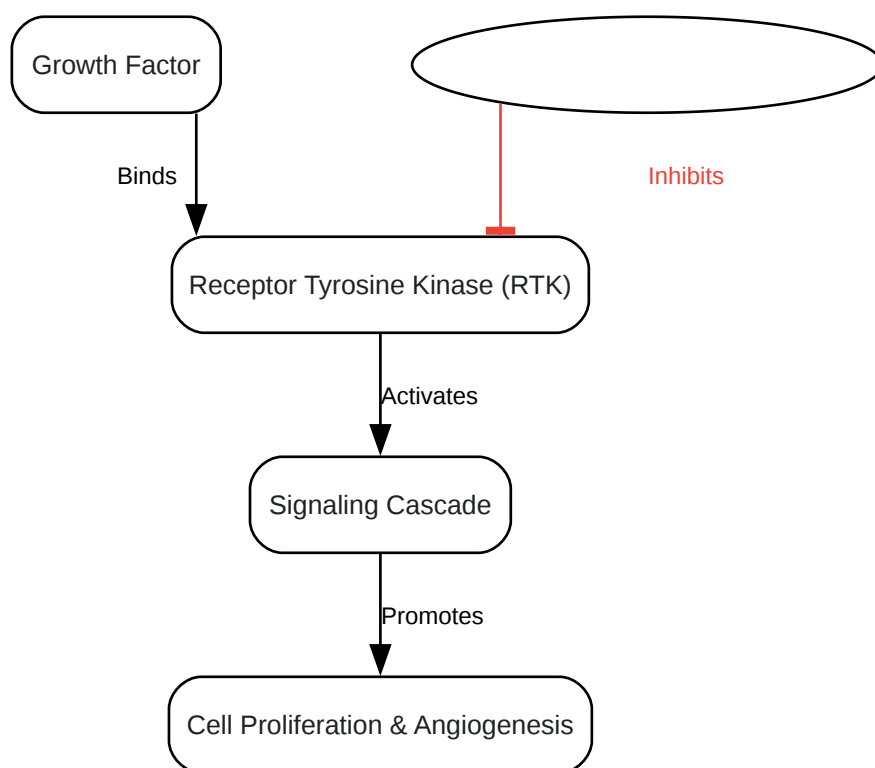 Growth Factor
Binds
Inhibits
Receptor Tyrosine Kinase (RTK)
Activates
Signaling Cascade
Promotes
Cell Proliferation & Angiogenesis